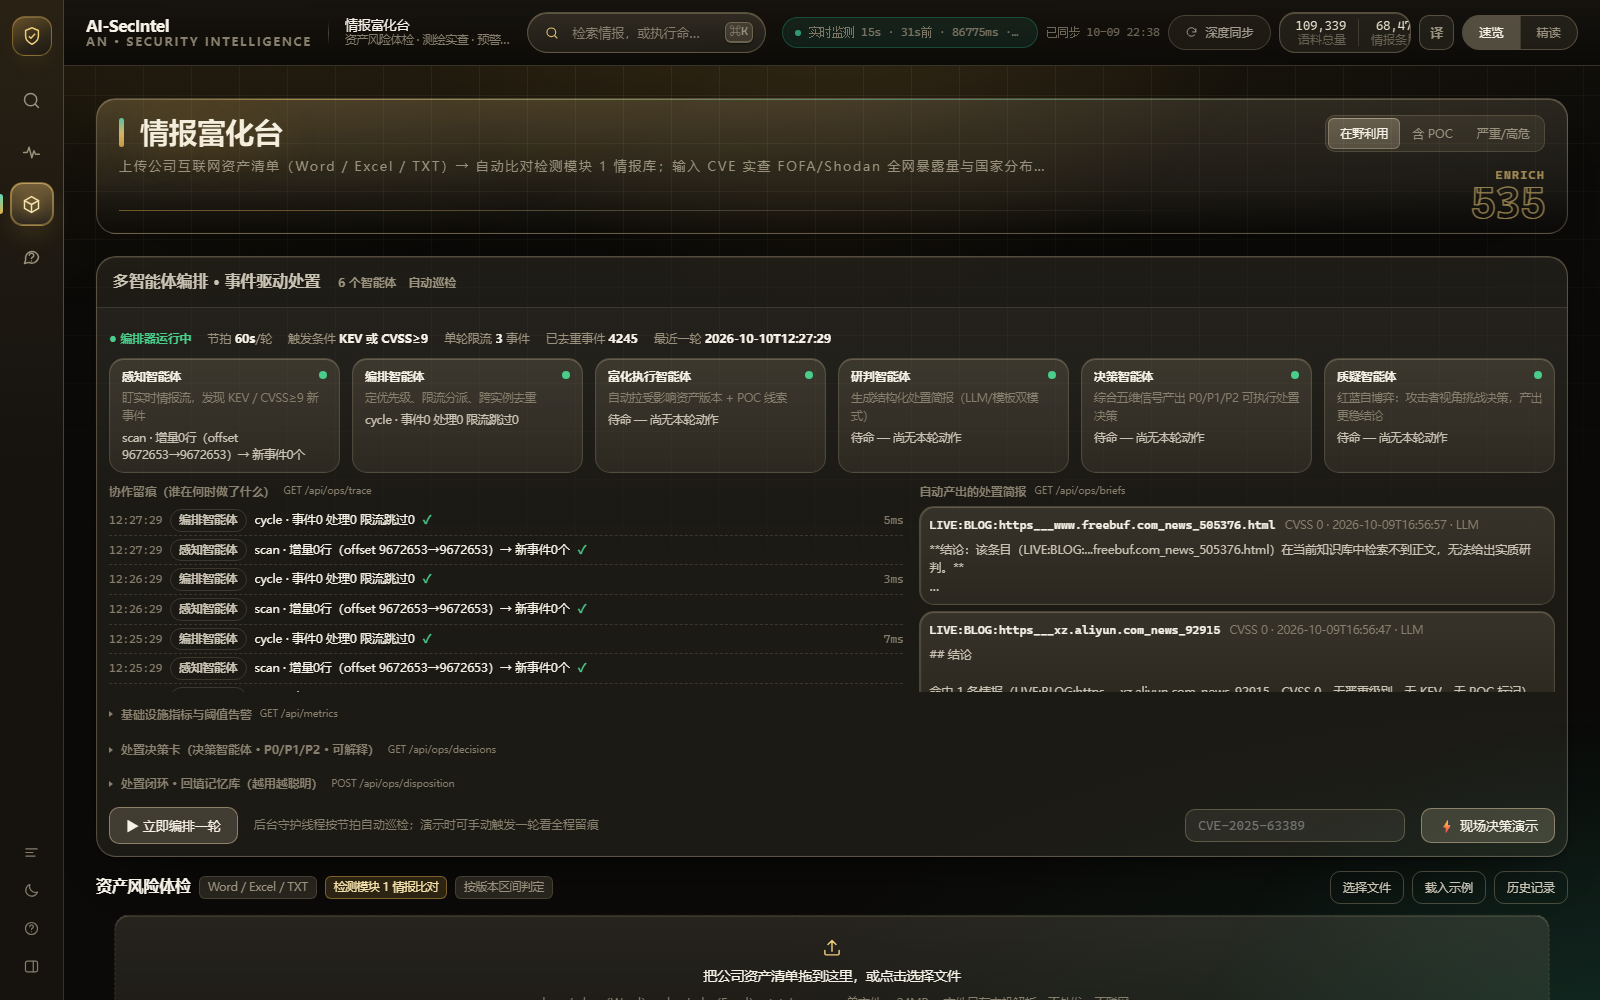 AI-SecIntel
AN • SECURITY INTELLIGENCE
情报富化台
资产风险体检 · 测绘实查 · 预警...
检索情报，或执行命...
⌘K
实时监测 15s · 31s前 · 86775ms ·…
已同步 10-09 22:38
深度同步
109,339
语料总量
68,47
情报条
译
速览
精读
情报富化台
上传公司互联网资产清单（Word / Excel / TXT）→ 自动比对检测模块 1 情报库；输入 CVE 实查 FOFA/Shodan 全网暴露量与国家分布...
在野利用
含 POC
严重/高危
ENRICH
535
多智能体编排 • 事件驱动处置
6 个智能体
自动巡检
编排器运行中
节拍 60s/轮
触发条件 KEV 或 CVSS≥9
单轮限流 3 事件
已去重事件 4245
最近一轮 2026-10-10T12:27:29
感知智能体
盯实时情报流，发现 KEV / CVSS≥9 新
事件
scan · 增量0行（offset
9672653→9672653）→ 新事件0个
编排智能体
定优先级、限流分派、跨实例去重
cycle · 事件0 处理0 限流跳过0
富化执行智能体
自动拉受影响资产版本 + POC 线索
待命 — 尚无本轮动作
研判智能体
生成结构化处置简报（LLM/模板双模
式）
待命 — 尚无本轮动作
决策智能体
综合五维信号产出 P0/P1/P2 可执行处置
决策
待命 — 尚无本轮动作
质疑智能体
红蓝自博弈：攻击者视角挑战决策，产出
更稳结论
待命 — 尚无本轮动作
协作留痕（谁在何时做了什么） GET /api/ops/trace
12:27:29 编排智能体 cycle · 事件0 处理0 限流跳过0 ✓ 5ms
12:27:29 感知智能体 scan · 增量0行（offset 9672653→9672653）→ 新事件0个 ✓
12:26:29 编排智能体 cycle · 事件0 处理0 限流跳过0 ✓ 3ms
12:26:29 感知智能体 scan · 增量0行（offset 9672653→9672653）→ 新事件0个 ✓
12:25:29 编排智能体 cycle · 事件0 处理0 限流跳过0 ✓ 7ms
12:25:29 感知智能体 scan · 增量0行（offset 9672653→9672653）→ 新事件0个 ✓
自动产出的处置简报 GET /api/ops/briefs
LIVE:BLOG:https___www.freebuf.com_news_505376.html CVSS 0 · 2026-10-09T16:56:57 · LLM
**结论：该条目（LIVE:BLOG:...freebuf.com_news_505376.html）在当前知识库中检索不到正文，无法给出实质研
判。**
...
LIVE:BLOG:https___xz.aliyun.com_news_92915 CVSS 0 · 2026-10-09T16:56:47 · LLM
## 结论
命中 1 条情报（LIVE:BLOG:https___xz.aliyun.com_news_92915，CVSS 0，无严重级别、无 KEV、无 POC 标记）
基础设施指标与阈值告警 GET /api/metrics
处置决策卡（决策智能体 • P0/P1/P2 • 可解释） GET /api/ops/decisions
处置闭环 • 回填记忆库（越用越聪明） POST /api/ops/disposition
▶ 立即编排一轮
后台守护线程按节拍自动巡检；演示时可手动触发一轮看全程留痕
CVE-2025-63389
现场决策演示
资产风险体检
Word / Excel / TXT
检测模块 1 情报比对
按版本区间判定
选择文件
载入示例
历史记录
把公司资产清单拖到这里，或点击选择文件